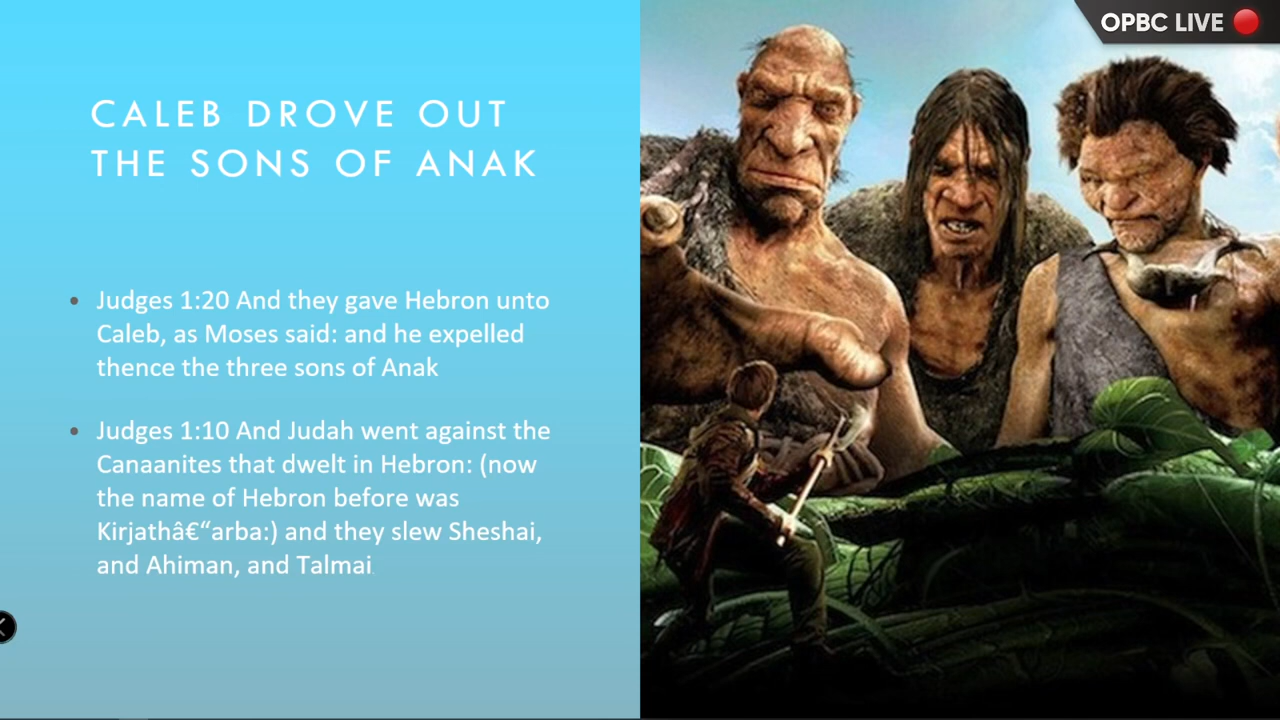 OPBC LIVE
CALEB DROVE OUT
THE SONS OF ANAK
• Judges 1:20 And they gave Hebron unto
Caleb, as Moses said: and he expelled
thence the three sons of Anak
• Judges 1:10 And Judah went against the
Canaanites that dwelt in Hebron: (now
the name of Hebron before was
Kirjathâ€“arba:) and they slew Sheshai,
and Ahiman, and Talmai.